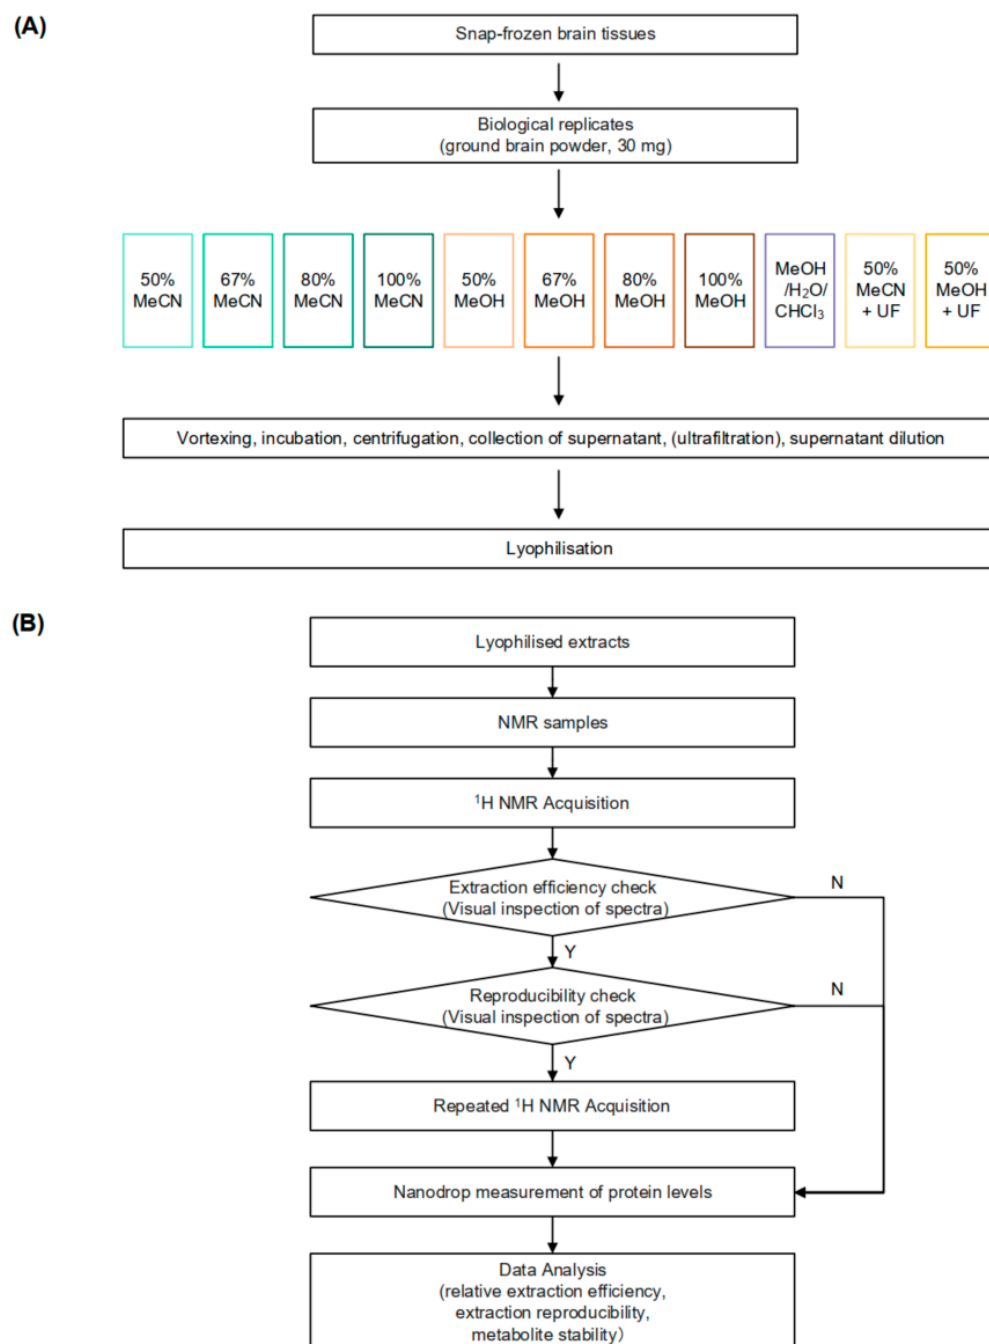 (A)
Snap-frozen brain tissues
Biological replicates
(ground brain powder, 30 mg)
50%
MeCN
67%
MeCN
80%
MeCN
100%
MeCN
50%
MeOH
67%
MeOH
80%
MeOH
100%
MeOH
MeOH
/H₂O/
CHCl₃
50%
MeCN
+ UF
50%
MeOH
+ UF
Vortexing, incubation, centrifugation, collection of supernatant, (ultrafiltration), supernatant dilution
Lyophilisation
(B)
Lyophilised extracts
NMR samples
¹H NMR Acquisition
Extraction efficiency check
(Visual inspection of spectra)
N
Y
Reproducibility check
(Visual inspection of spectra)
N
Y
Repeated ¹H NMR Acquisition
Nanodrop measurement of protein levels
Data Analysis
(relative extraction efficiency,
extraction reproducibility,
metabolite stability)